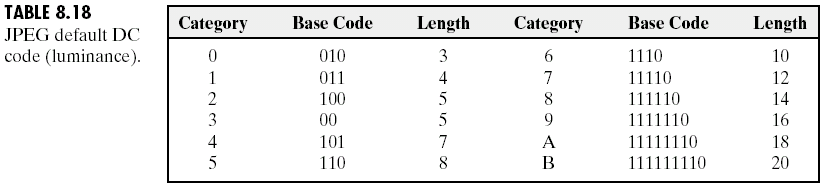 TABLE 8.18
JPEG default DC
code (luminance).
Category Base Code Length Category Base Code Length
0 010 3 6 1110 10
1 011 4 7 11110 12
2 100 5 8 111110 14
3 00 5 9 1111110 16
4 101 7 A 11111110 18
5 110 8 B 111111110 20